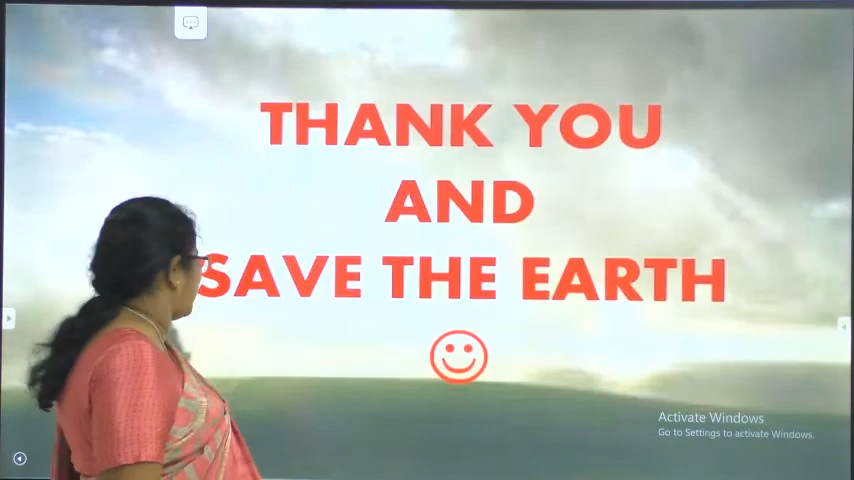 THANK YOU
AND
SAVE THE EARTH
Activate Windows
Go to Settings to activate Windows.